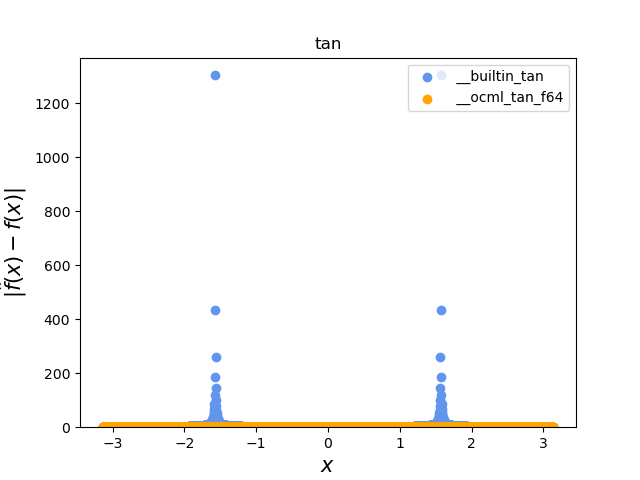 tan
__builtin_tan
__ocml_tan_f64
1200
1000
800
600
400
200
0
|f̃(x) − f(x)|
−3
−2
−1
0
1
2
3
x